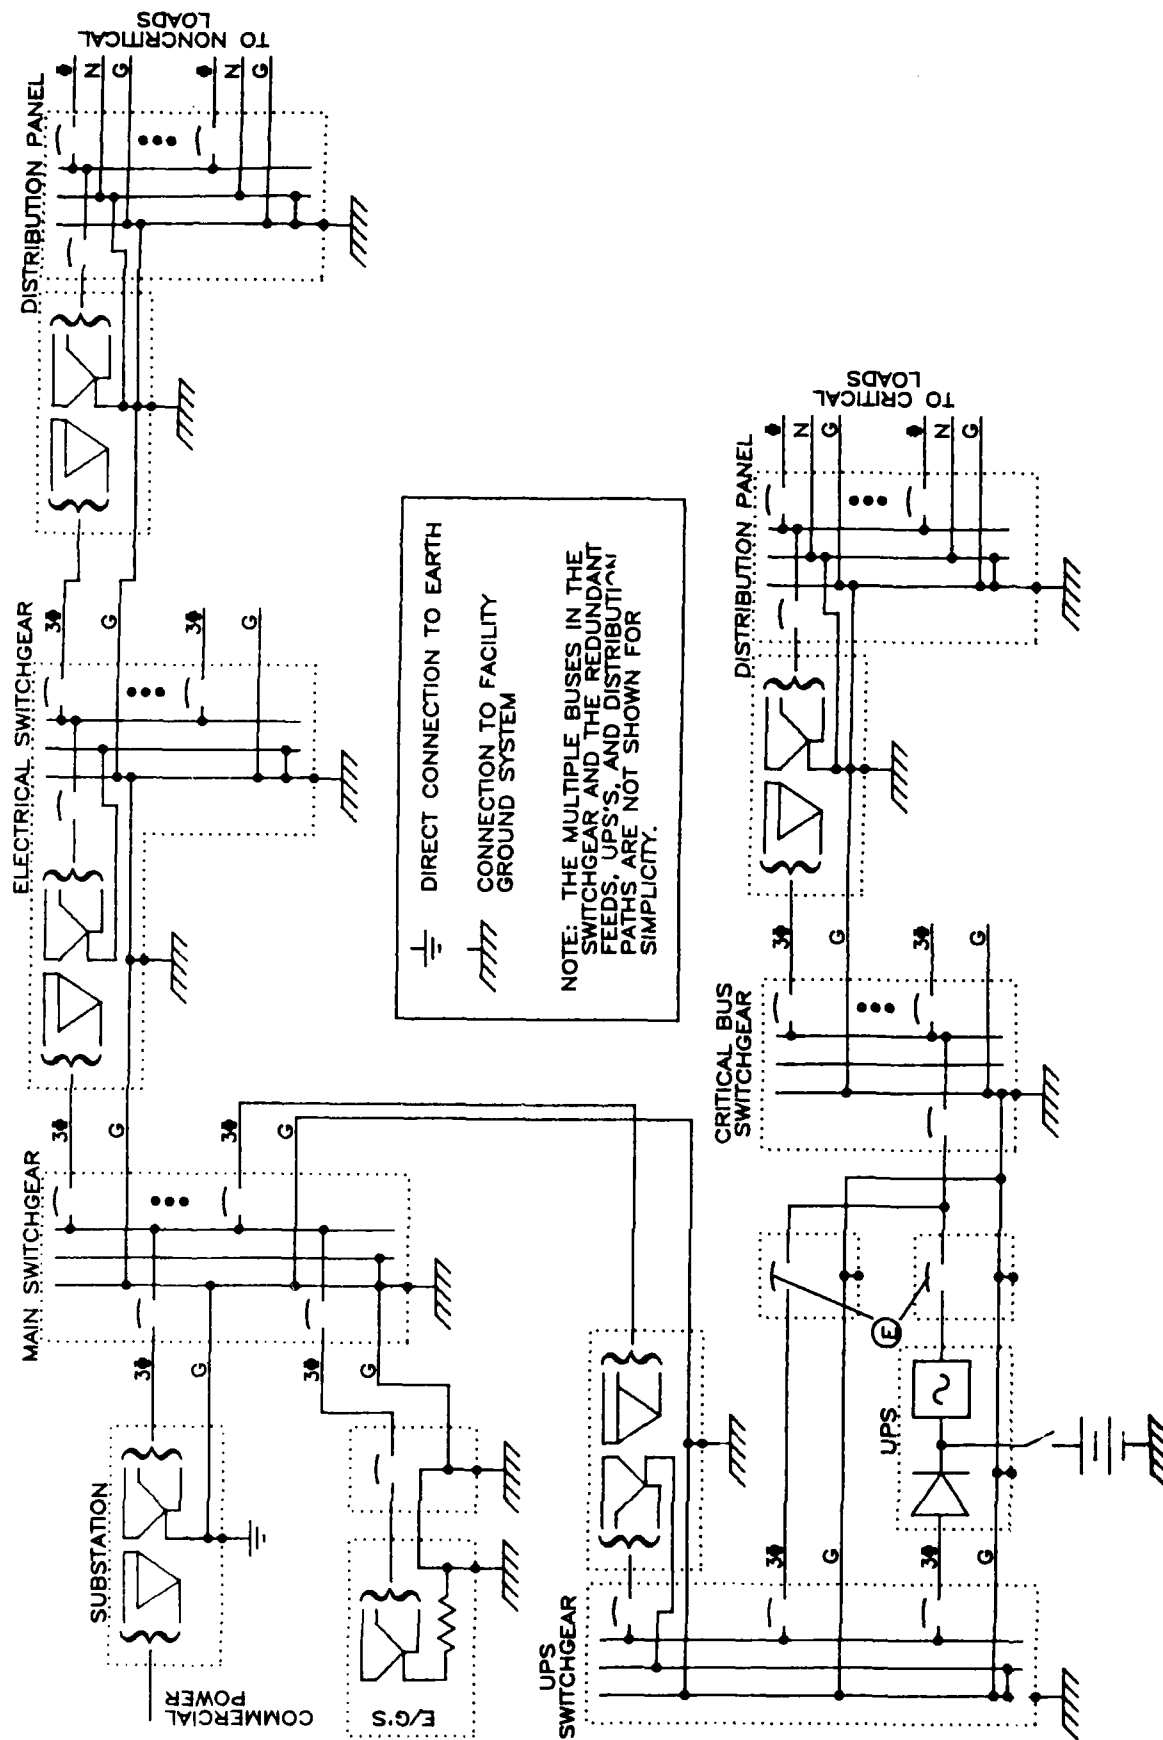 COMMERCIAL
POWER
SUBSTATION
3Φ
G
E/G'S
3Φ
G
MAIN SWITCHGEAR
3Φ
G
3Φ
G
ELECTRICAL SWITCHGEAR
3Φ
G
3Φ
G
DISTRIBUTION PANEL
Φ
N
G
Φ
N
G
TO NONCRITICAL
LOADS
DIRECT CONNECTION TO EARTH
CONNECTION TO FACILITY
GROUND SYSTEM
NOTE: THE MULTIPLE BUSES IN THE
SWITCHGEAR AND THE REDUNDANT
FEEDS, UPS'S, AND DISTRIBUTION
PATHS ARE NOT SHOWN FOR
SIMPLICITY.
UPS
SWITCHGEAR
3Φ
G
3Φ
G
UPS
E
CRITICAL BUS
SWITCHGEAR
3Φ
G
3Φ
G
DISTRIBUTION PANEL
Φ
N
G
Φ
N
G
TO CRITICAL
LOADS